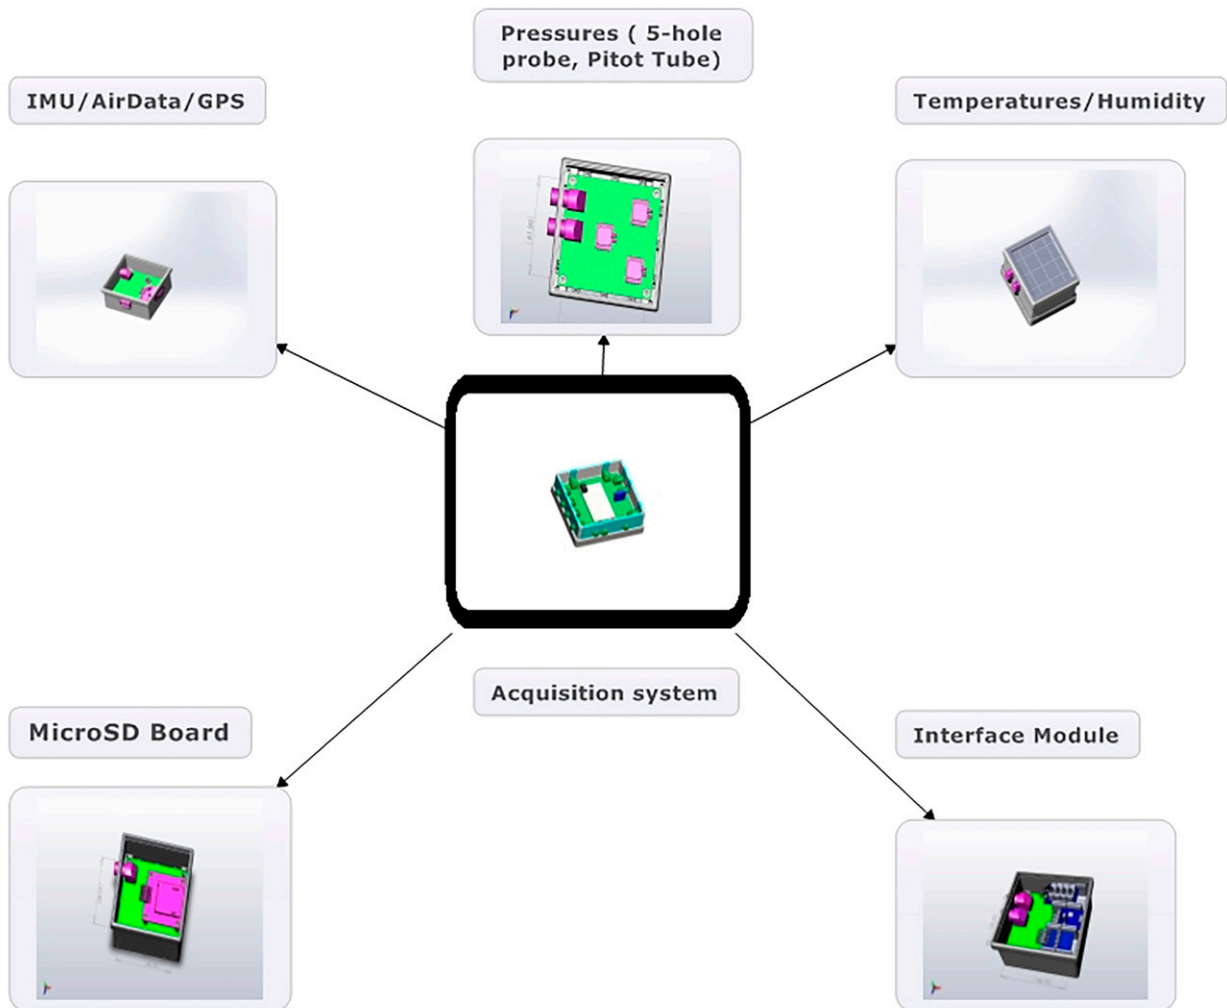 Pressures ( 5-hole
probe, Pitot Tube)
IMU/AirData/GPS
Temperatures/Humidity
Acquisition system
MicroSD Board
Interface Module